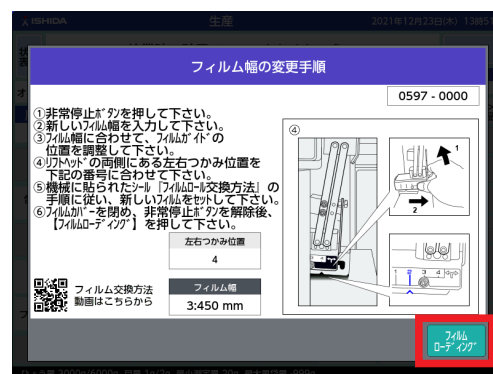 ISHIDA 生産 2021年12月23日(木) 13時51
フィルム幅の変更手順
0597 - 0000
①非常停止ﾎﾞﾀﾝを押して下さい。
②新しいﾌｨﾙﾑ幅を入力して下さい。
③ﾌｨﾙﾑ幅に合わせて、ﾌｨﾙﾑｶﾞｲﾄﾞの
位置を調整して下さい。
④ﾘﾌﾄﾍｯﾄﾞの両側にある左右つかみ位置を
下記の番号に合わせて下さい。
⑤機械に貼られたｼｰﾙ「ﾌｨﾙﾑﾛｰﾙ交換方法」の
手順に従い、新しいﾌｨﾙﾑをｾｯﾄして下さい。
⑥ﾌｨﾙﾑｶﾊﾞｰを閉め、非常停止ﾎﾞﾀﾝを解除後、
【ﾌｨﾙﾑﾛｰﾃﾞｨﾝｸﾞ】を押して下さい。
左右つかみ位置
4
フィルム交換方法
動画はこちらから
フィルム幅
3:450 mm
④
1
2
1 2 3 4
ﾌｨﾙﾑ
ﾛｰﾃﾞｨﾝｸﾞ